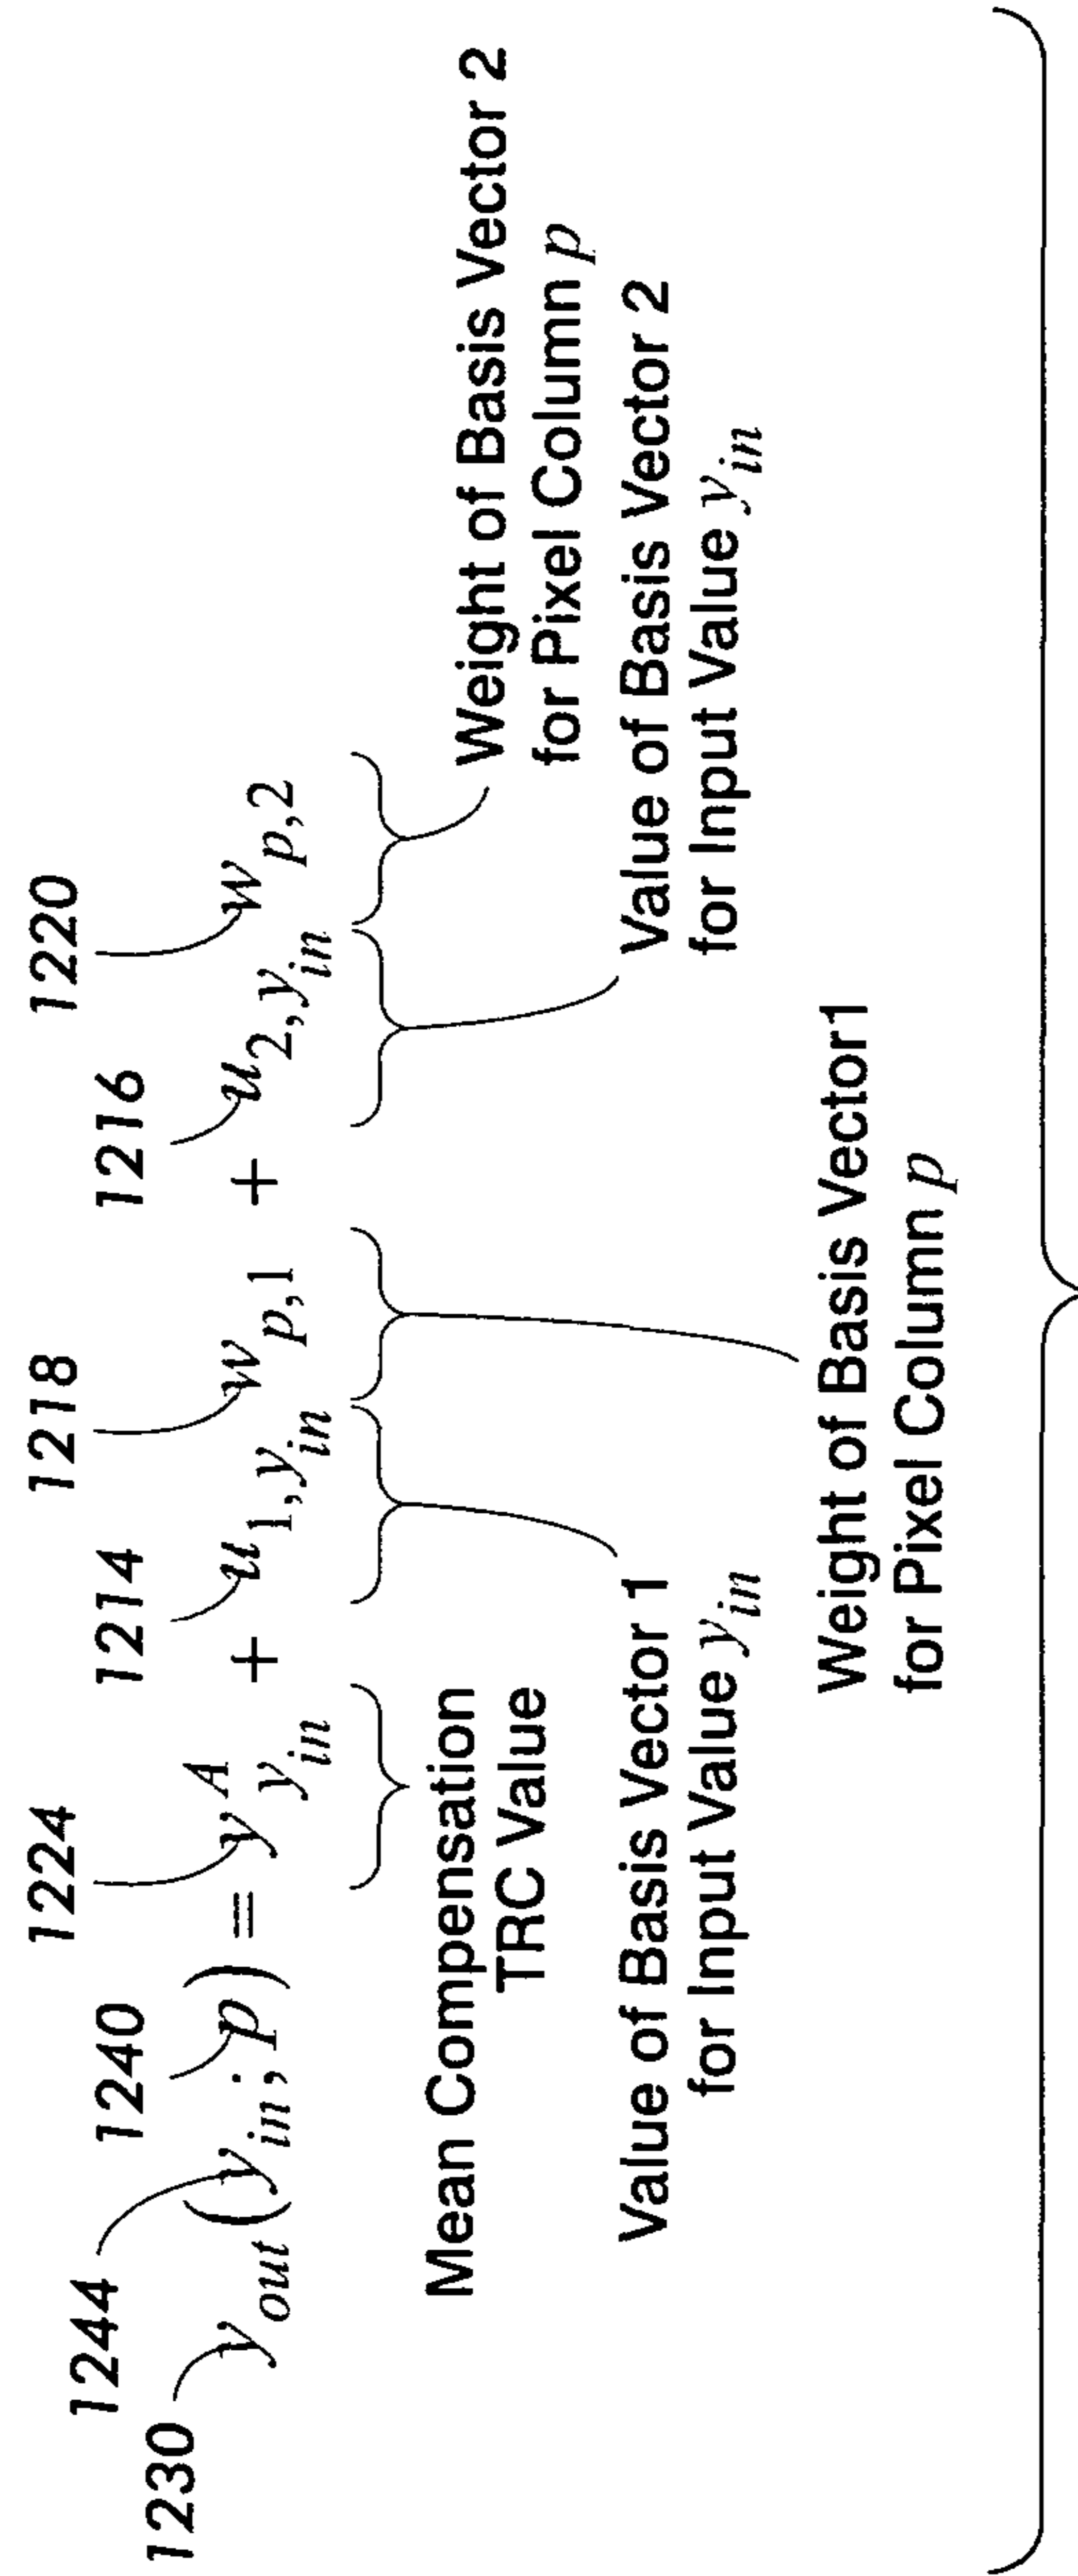 1230 1244 1240 1224 1214 1218 1216 1220
y_out(y_in; p) = y^A_{y_in} + u_{1,y_in} w_{p,1} + u_{2,y_in} w_{p,2}
Mean Compensation
TRC Value
Value of Basis Vector 1
for Input Value y_in
Weight of Basis Vector1
for Pixel Column p
Value of Basis Vector 2
for Input Value y_in
Weight of Basis Vector 2
for Pixel Column p